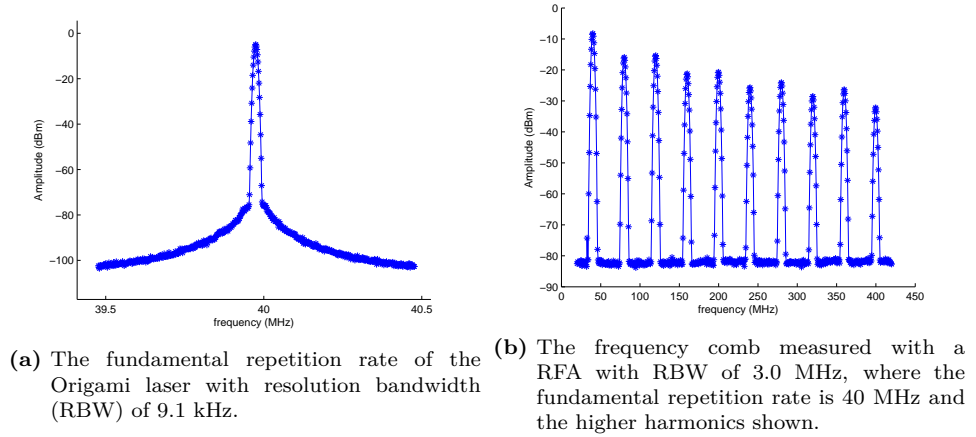 0
−20
−40
−60
−80
−100
Amplitude (dBm)
39.5
40
40.5
frequency (MHz)
(a) The fundamental repetition rate of the
Origami laser with resolution bandwidth
(RBW) of 9.1 kHz.
0
−10
−20
−30
−40
−50
−60
−70
−80
−90
Amplitude (dBm)
0
50
100
150
200
250
300
350
400
450
frequency (MHz)
(b) The frequency comb measured with a
RFA with RBW of 3.0 MHz, where the
fundamental repetition rate is 40 MHz and
the higher harmonics shown.